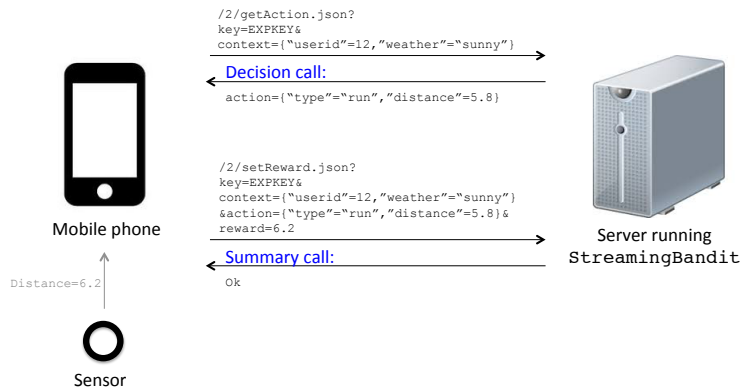 /2/getAction.json?
key=EXPKEY&
context={“userid”=12,”weather”=“sunny”}
Decision call:
action={“type”=“run”,”distance”=5.8}
/2/setReward.json?
key=EXPKEY&
context={“userid”=12,”weather”=“sunny”}
&action={“type”=“run”,”distance”=5.8}&
reward=6.2
Summary call:
Ok
Mobile phone
Server running
StreamingBandit
Distance=6.2
Sensor